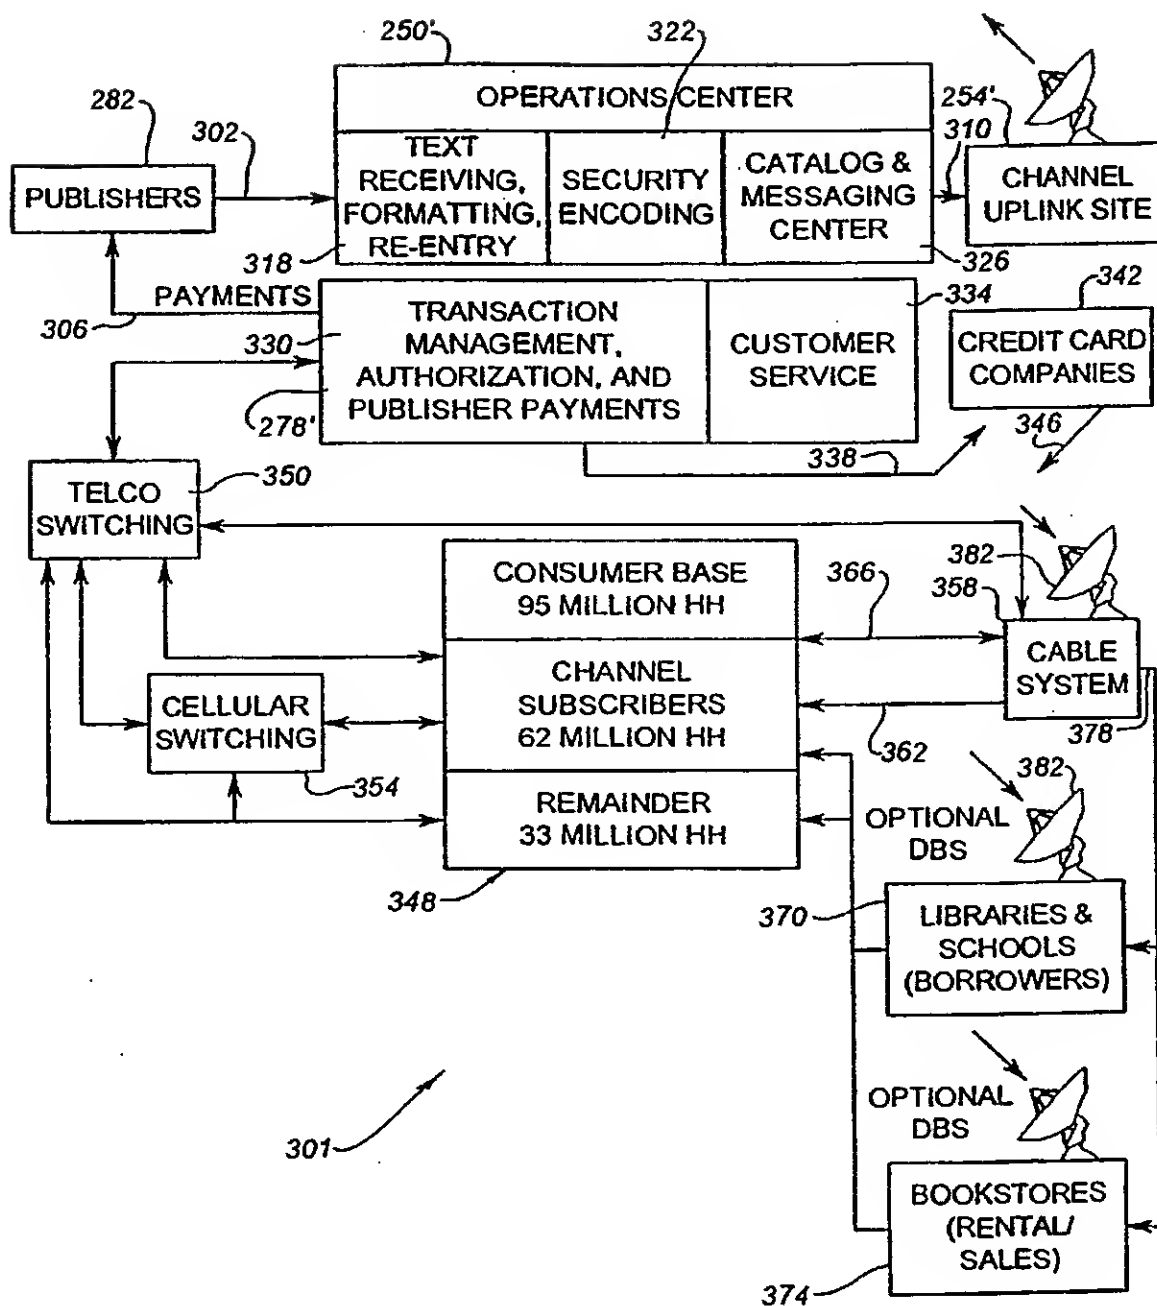 250'
322
OPERATIONS CENTER
254'
282
302
310
PUBLISHERS
TEXT
RECEIVING,
FORMATTING,
RE-ENTRY
SECURITY
ENCODING
CATALOG &
MESSAGING
CENTER
CHANNEL
UPLINK SITE
318
326
PAYMENTS
306
334
342
330
TRANSACTION
MANAGEMENT,
AUTHORIZATION, AND
PUBLISHER PAYMENTS
CUSTOMER
SERVICE
CREDIT CARD
COMPANIES
278'
346
338
350
TELCO
SWITCHING
CONSUMER BASE
95 MILLION HH
366
382
358
CHANNEL
SUBSCRIBERS
62 MILLION HH
CABLE
SYSTEM
CELLULAR
SWITCHING
362
378
354
382
REMAINDER
33 MILLION HH
OPTIONAL
DBS
348
370
LIBRARIES &
SCHOOLS
(BORROWERS)
OPTIONAL
DBS
301
BOOKSTORES
(RENTAL/
SALES)
374